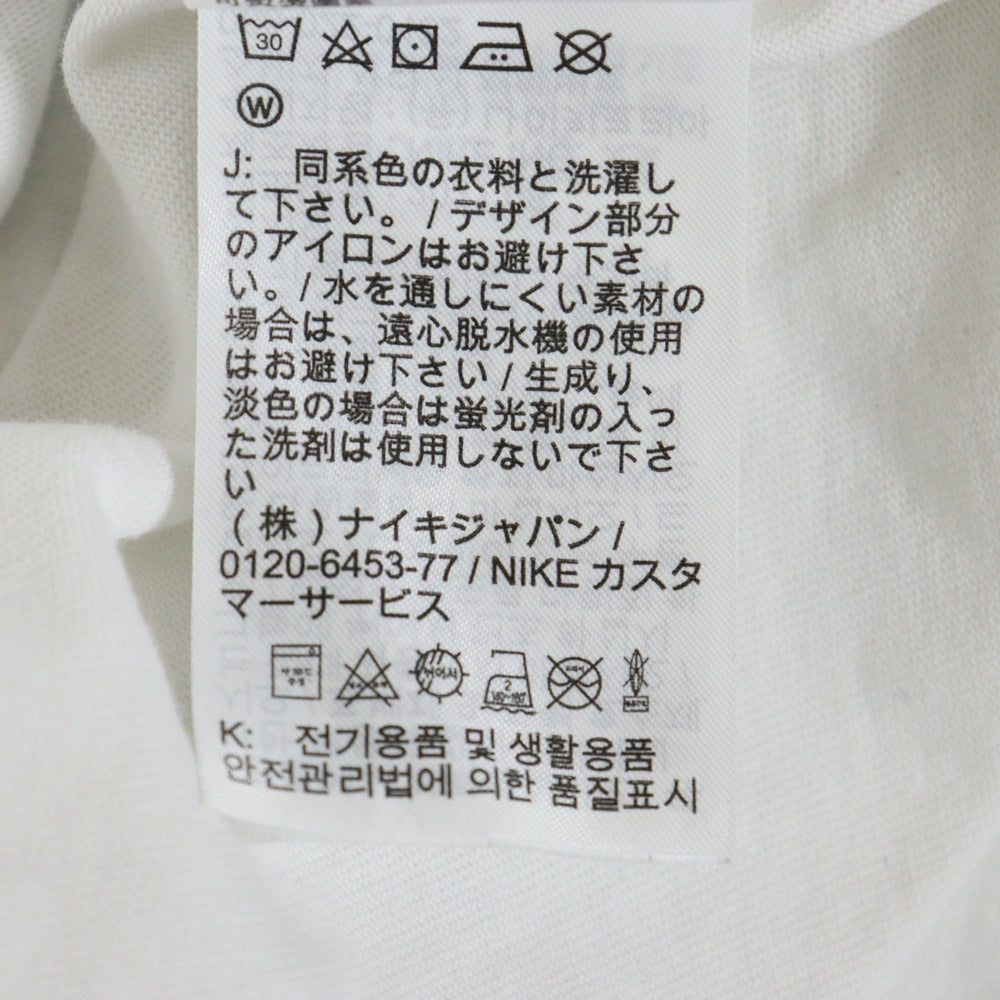 30
W
J: 同系色の衣料と洗濯し
て下さい。 / デザイン部分
のアイロンはお避け下さ
い。 / 水を通しにくい素材の
場合は、遠心脱水機の使用
はお避け下さい / 生成り、
淡色の場合は蛍光剤の入っ
た洗剤は使用しないで下さ
い
(株) ナイキジャパン /
0120-6453-77 / NIKE カスタ
マーサービス
K: 전기용품 및 생활용품
안전관리법에 의한 품질표시